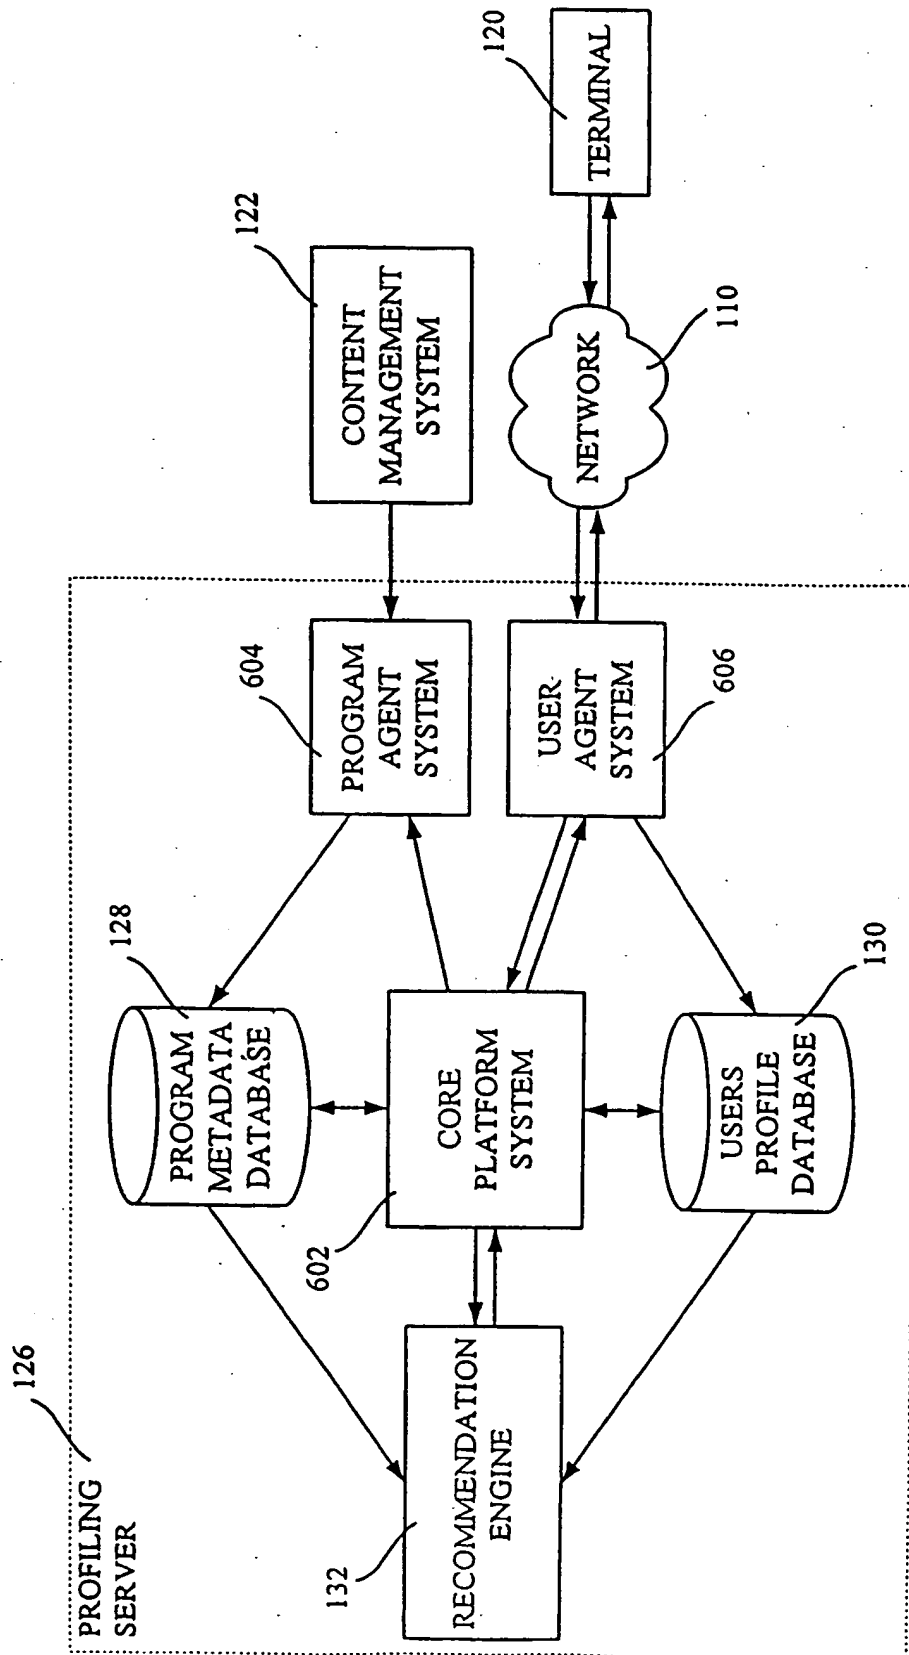 PROFILING
SERVER
126
132
RECOMMENDATION
ENGINE
128
PROGRAM
METADATA
DATABASE
602
CORE
PLATFORM
SYSTEM
USERS
PROFILE
DATABASE
130
604
PROGRAM
AGENT
SYSTEM
USER-
AGENT
SYSTEM
606
122
CONTENT
MANAGEMENT
SYSTEM
NETWORK
110
120
TERMINAL